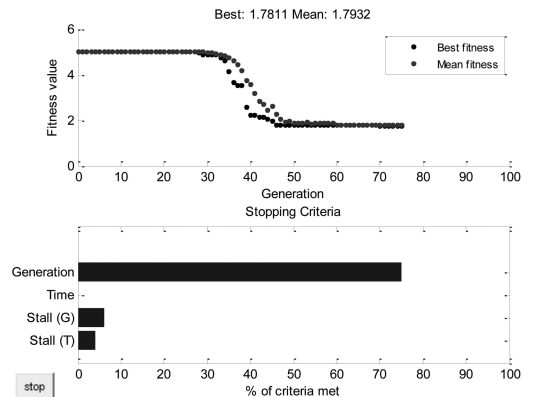 Best: 1.7811 Mean: 1.7932
6
4
2
0
Fitness value
Best fitness
Mean fitness
0 10 20 30 40 50 60 70 80 90 100
Generation
Stopping Criteria
Generation
Time
Stall (G)
Stall (T)
0 10 20 30 40 50 60 70 80 90 100
% of criteria met
stop